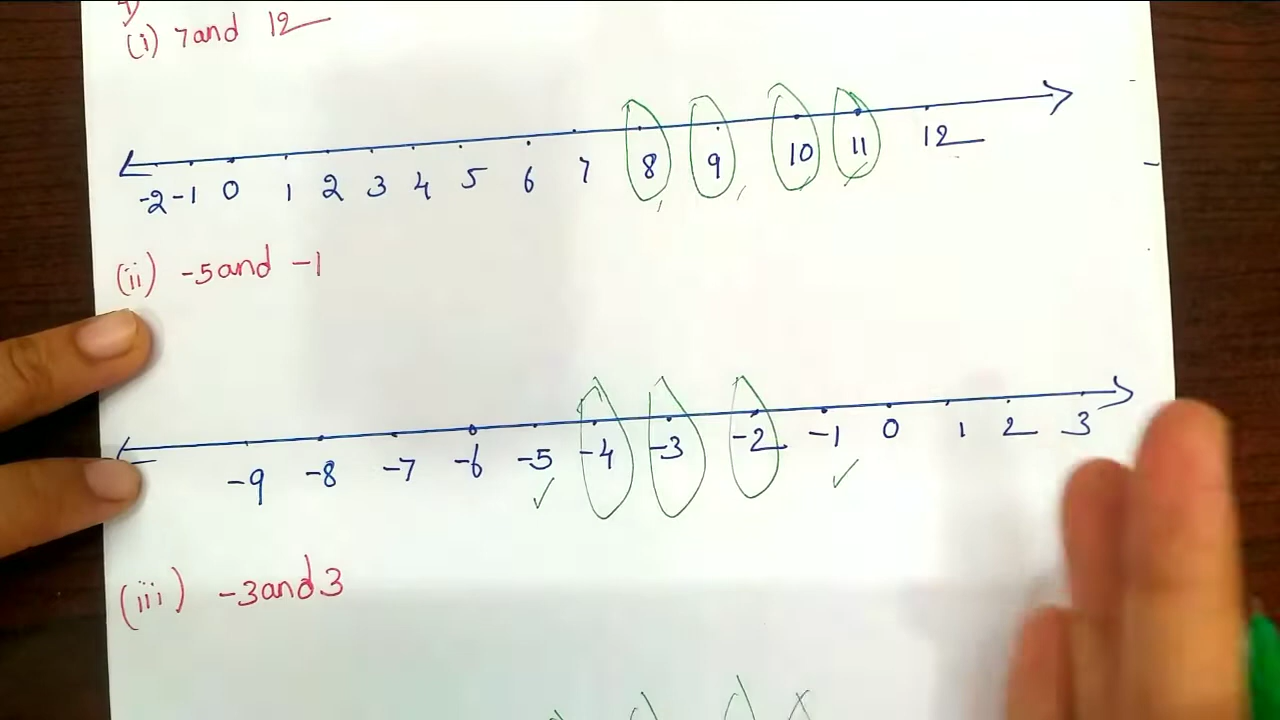 (i) 7 and 12
-2 -1 0 1 2 3 4 5 6 7 8 9 10 11 12
(ii) -5 and -1
-9 -8 -7 -6 -5 -4 -3 -2 -1 0 1 2 3
(iii) -3 and 3